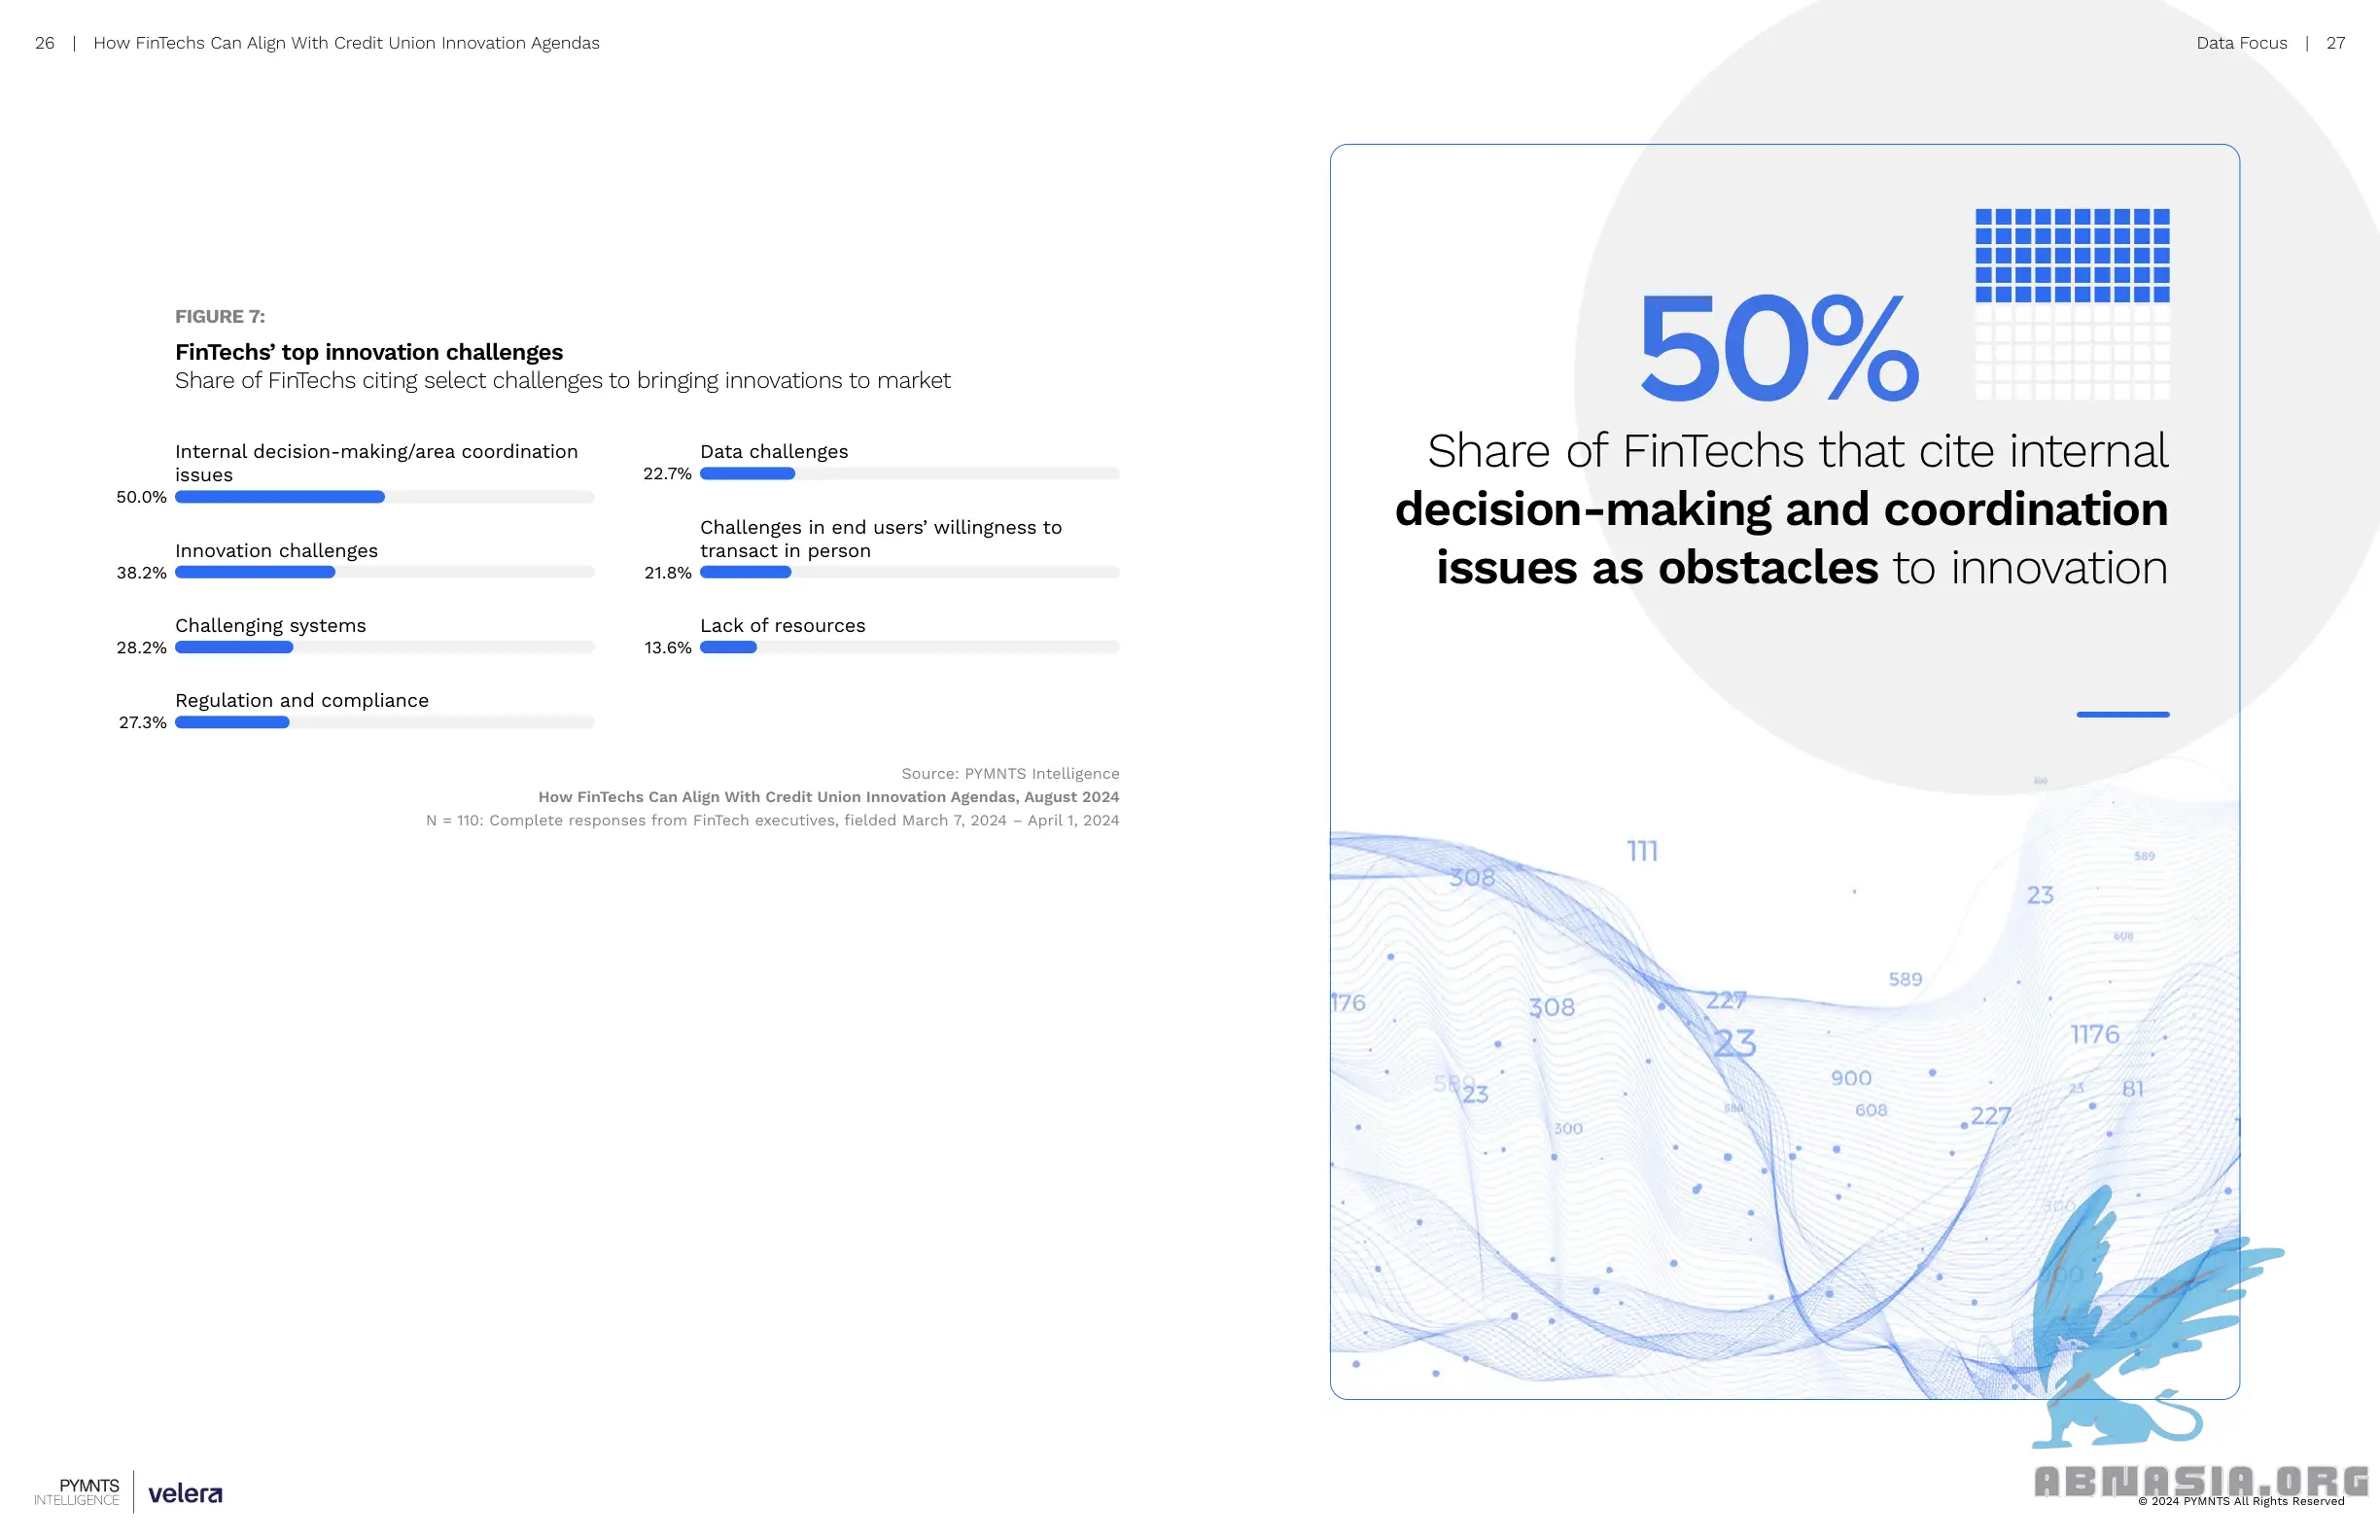 26 | How FinTechs Can Align With Credit Union Innovation Agendas
Data Focus | 27
FIGURE 7:
FinTechs’ top innovation challenges
Share of FinTechs citing select challenges to bringing innovations to market
Internal decision-making/area coordination
issues
50.0%
Innovation challenges
38.2%
Challenging systems
28.2%
Regulation and compliance
27.3%
Data challenges
22.7%
Challenges in end users’ willingness to
transact in person
21.8%
Lack of resources
13.6%
Source: PYMNTS Intelligence
How FinTechs Can Align With Credit Union Innovation Agendas, August 2024
N = 110: Complete responses from FinTech executives, fielded March 7, 2024 – April 1, 2024
50%
Share of FinTechs that cite internal
decision-making and coordination
issues as obstacles to innovation
111
308
589
23
608
589
176
308
227
23
1176
900
589
23
23
81
589
608
227
300
300
PYMNTS
INTELLIGENCE
velera
ABNASIA.ORG
© 2024 PYMNTS All Rights Reserved